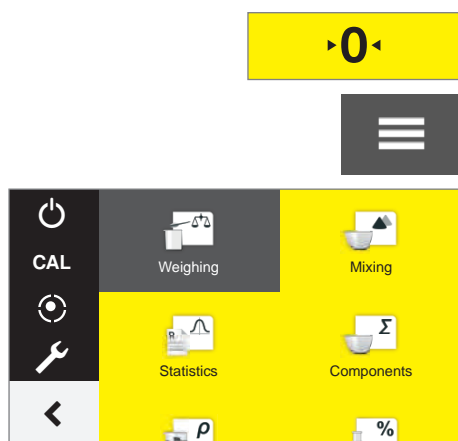 0
CAL
Weighing
Mixing
R
Σ
Statistics
Components
ρ
%